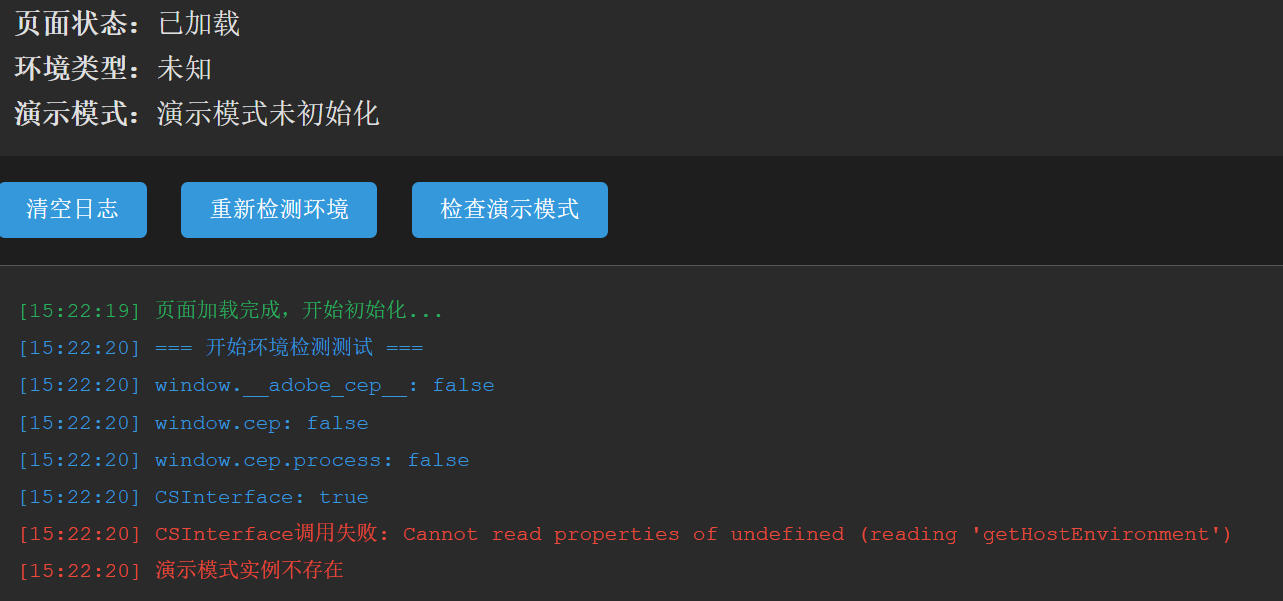 页面状态：已加载
环境类型：未知
演示模式：演示模式未初始化
清空日志 重新检测环境 检查演示模式
[15:22:19] 页面加载完成，开始初始化...
[15:22:20] === 开始环境检测测试 ===
[15:22:20] window.__adobe_cep__: false
[15:22:20] window.cep: false
[15:22:20] window.cep.process: false
[15:22:20] CSInterface: true
[15:22:20] CSInterface调用失败: Cannot read properties of undefined (reading 'getHostEnvironment')
[15:22:20] 演示模式实例不存在